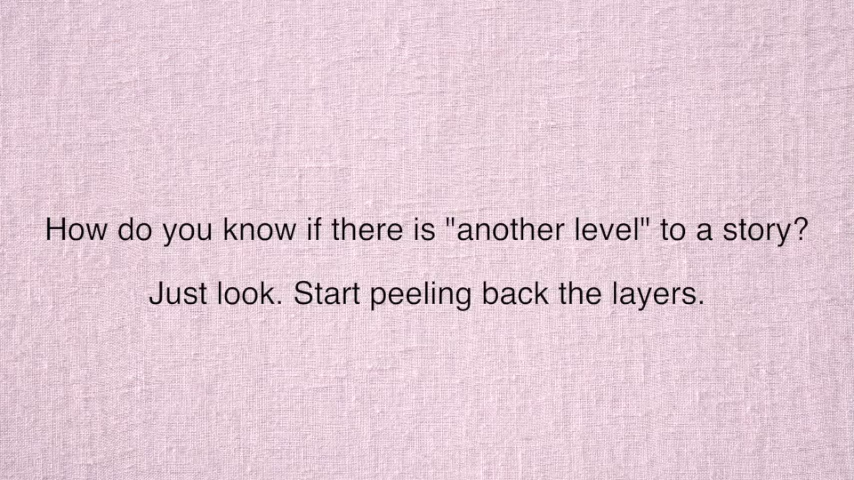 How do you know if there is "another level" to a story?
Just look. Start peeling back the layers.